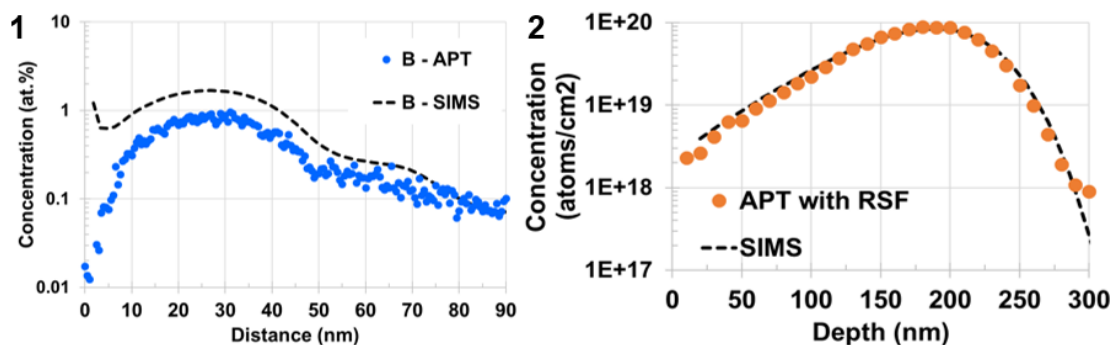 1
10
1
0.1
0.01
Concentration (at.%)
B - APT
B - SIMS
0 10 20 30 40 50 60 70 80 90
Distance (nm)
2
1E+20
1E+19
1E+18
1E+17
Concentration
(atoms/cm2)
APT with RSF
SIMS
0 50 100 150 200 250 300
Depth (nm)